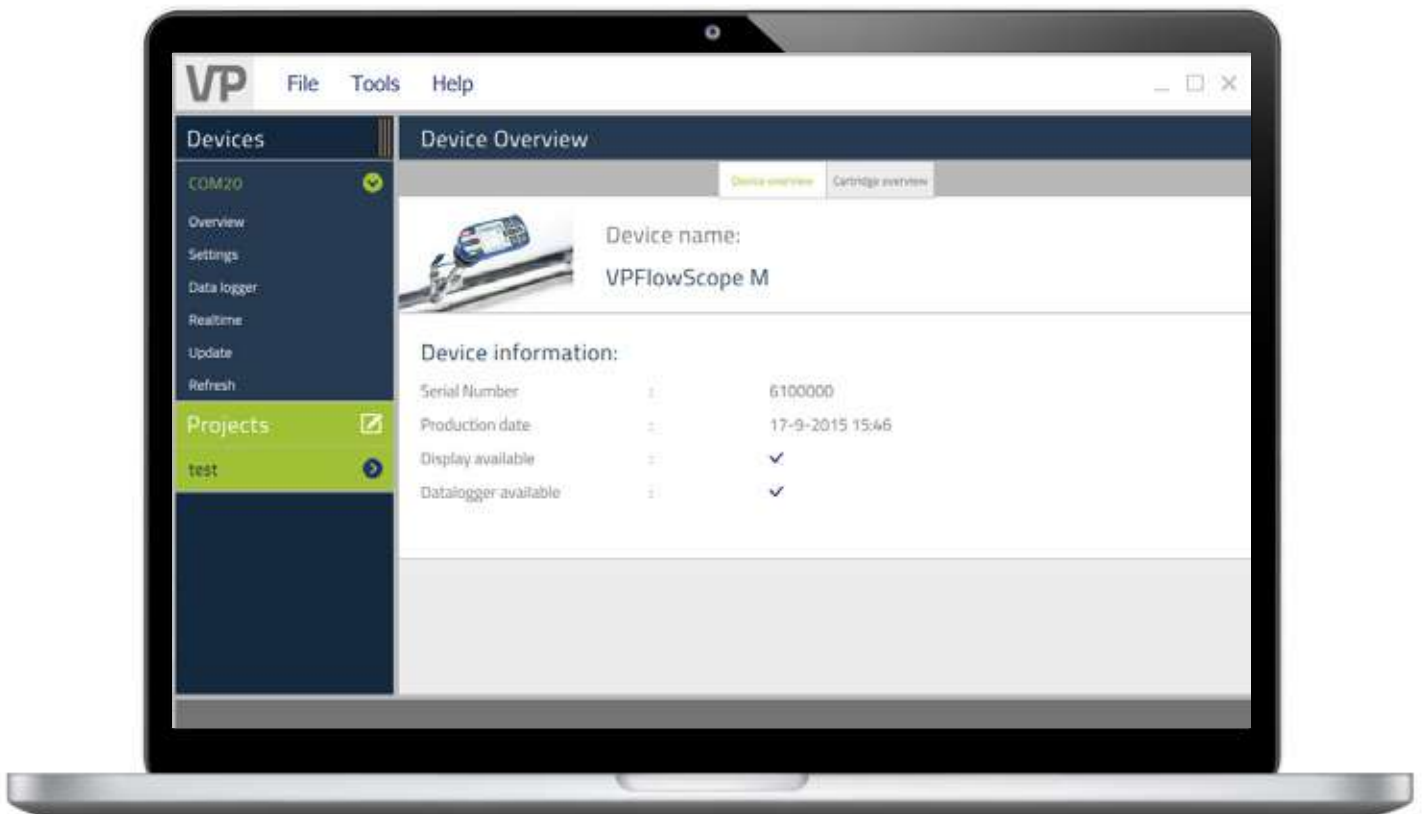 VP File Tools Help
Devices
COM20
Overview
Settings
Data logger
Realtime
Update
Refresh
Projects
test
Device Overview
Device overview Cartridge overview
Device name:
VPFlowScope M
Device information:
Serial Number : 6100000
Production date : 17-9-2015 15:46
Display available :
Datalogger available :